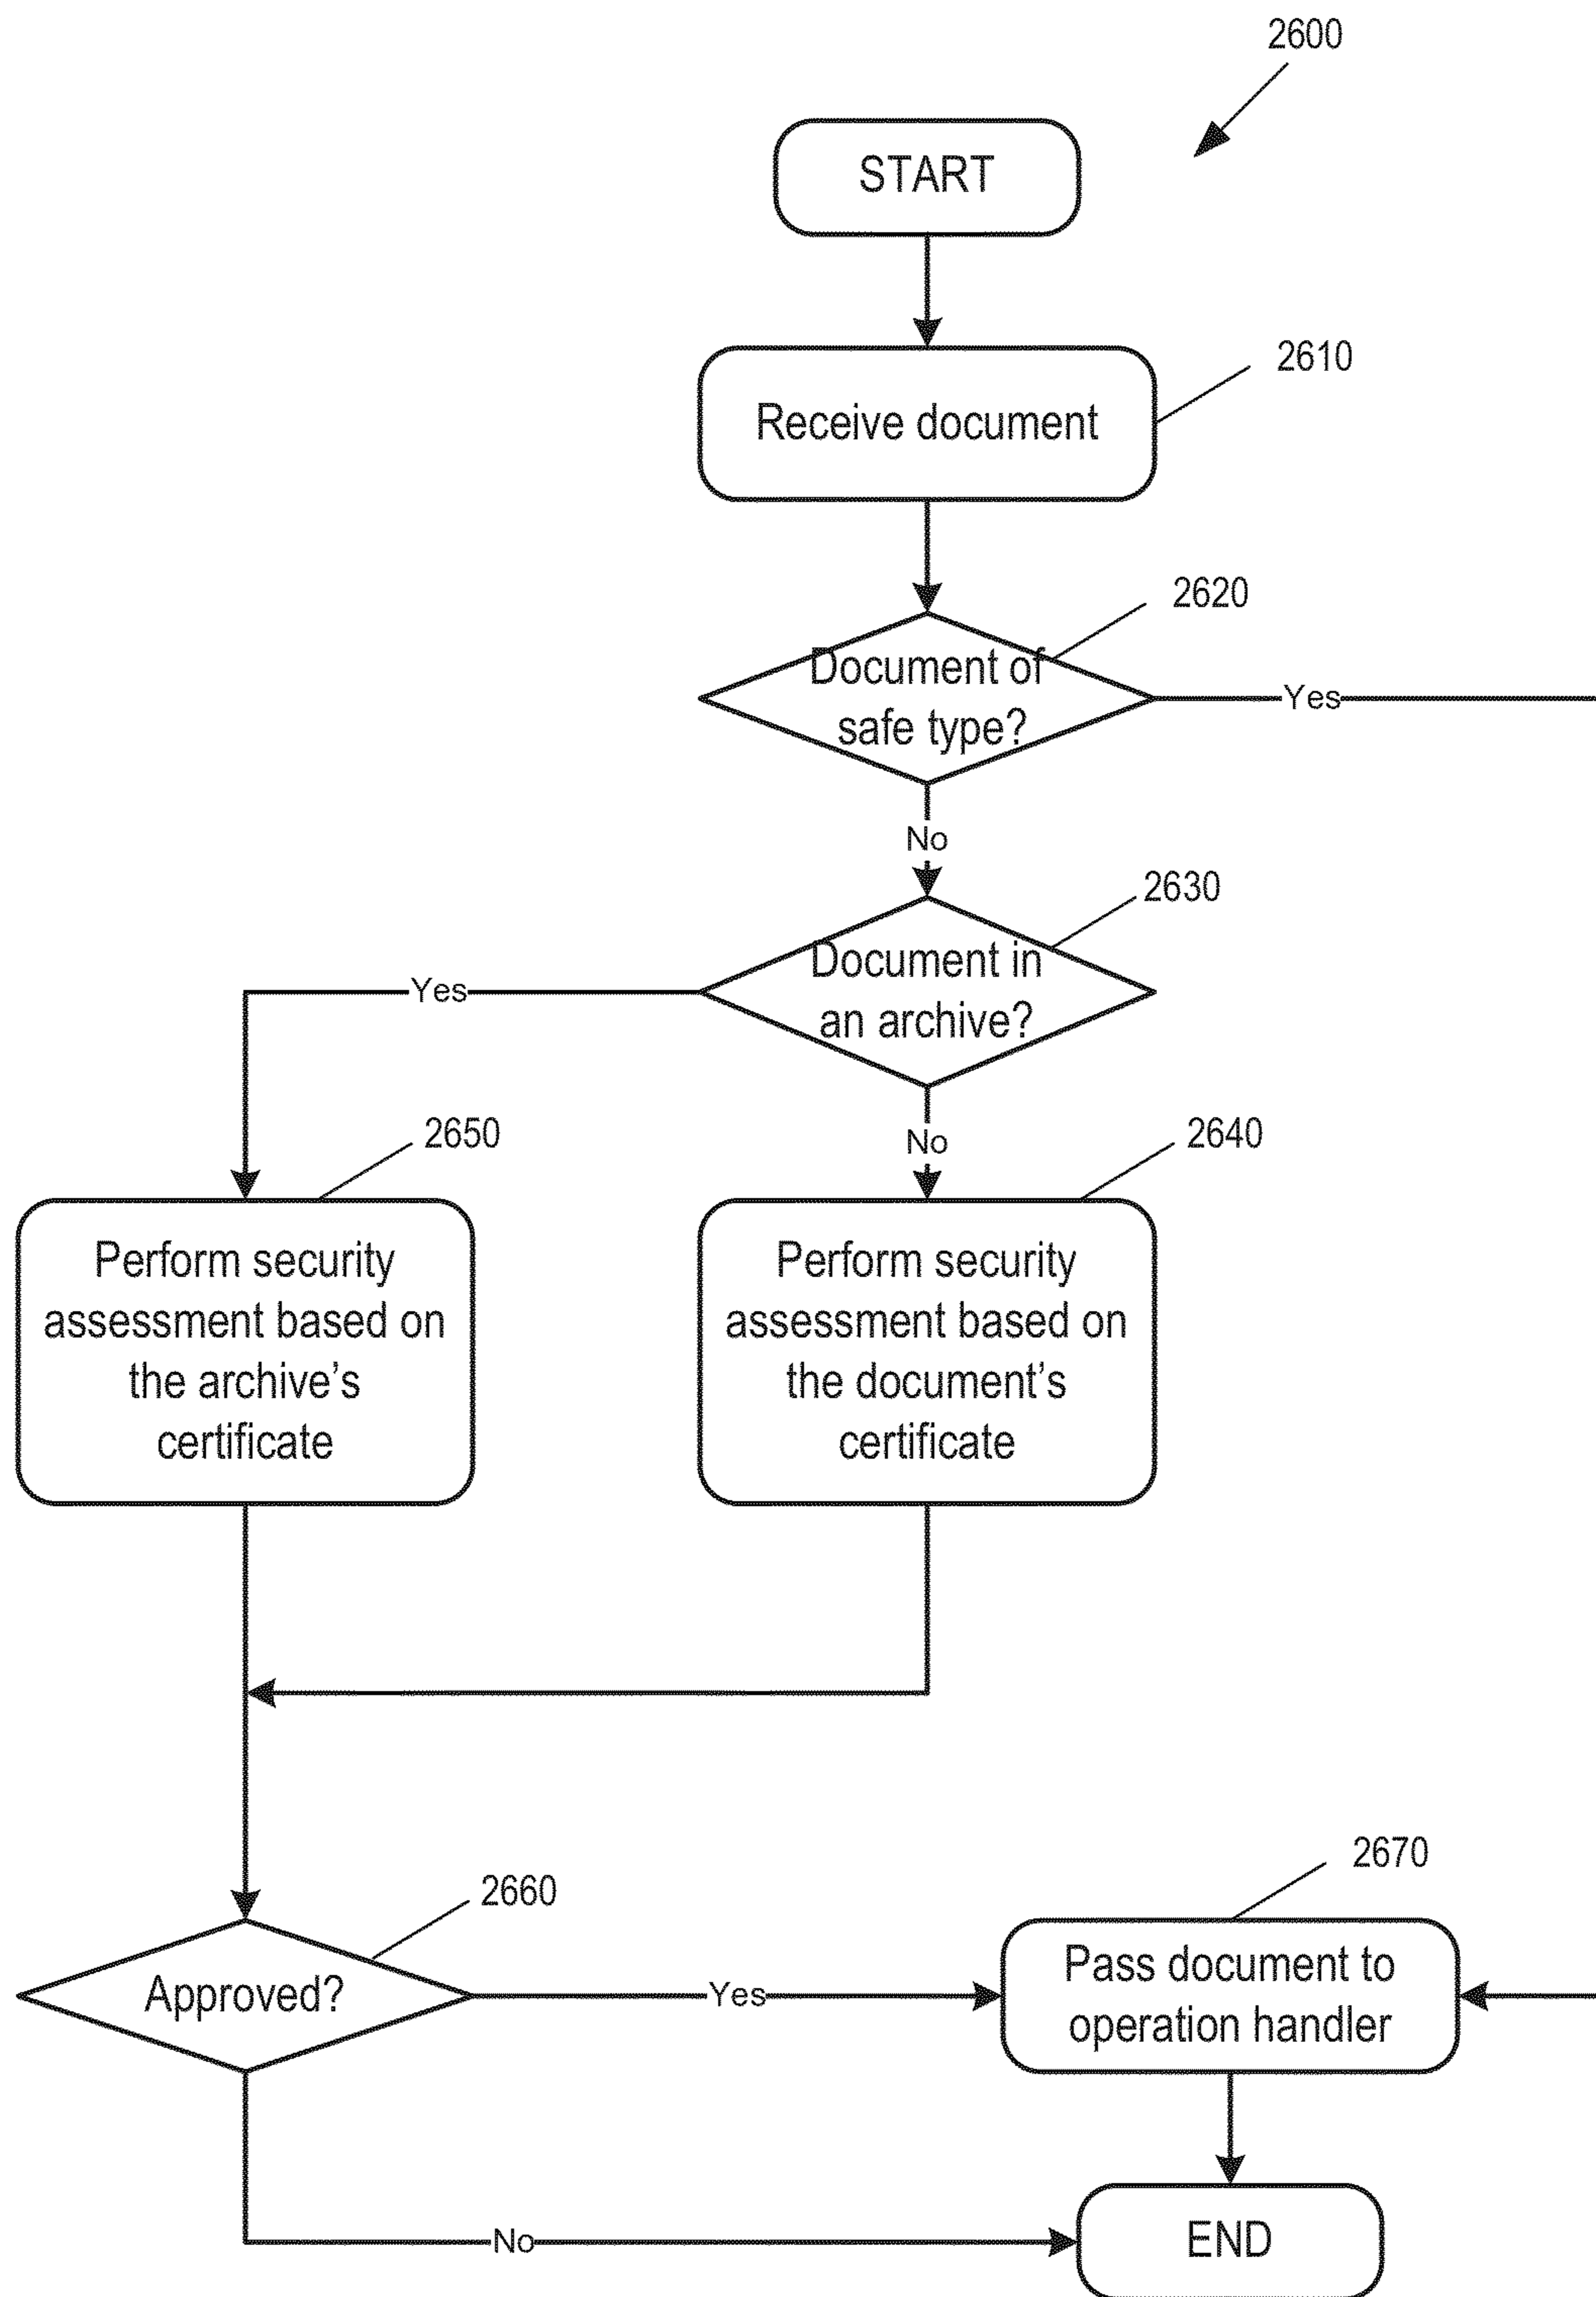 2600
START
2610
Receive document
2620
Document of
safe type?
Yes
No
2630
Document in
an archive?
Yes
No
2650
2640
Perform security
assessment based on
the archive's
certificate
Perform security
assessment based on
the document's
certificate
2660
Approved?
Yes
2670
Pass document to
operation handler
No
END